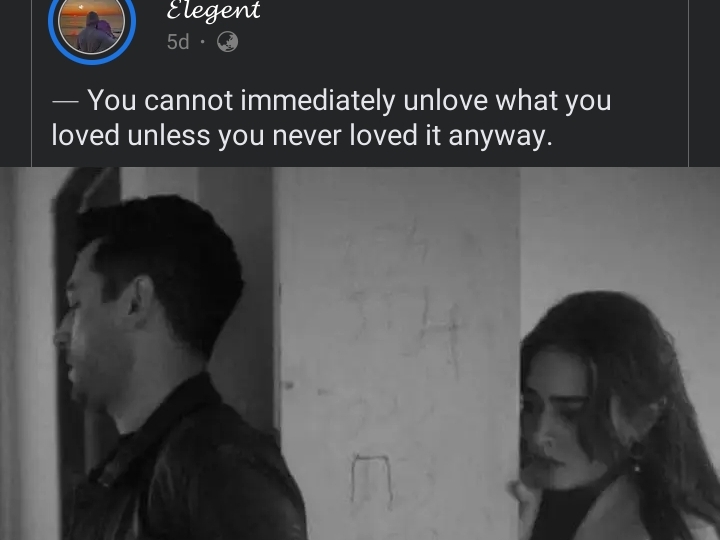 Elegent
5d ·
— You cannot immediately unlove what you
loved unless you never loved it anyway.